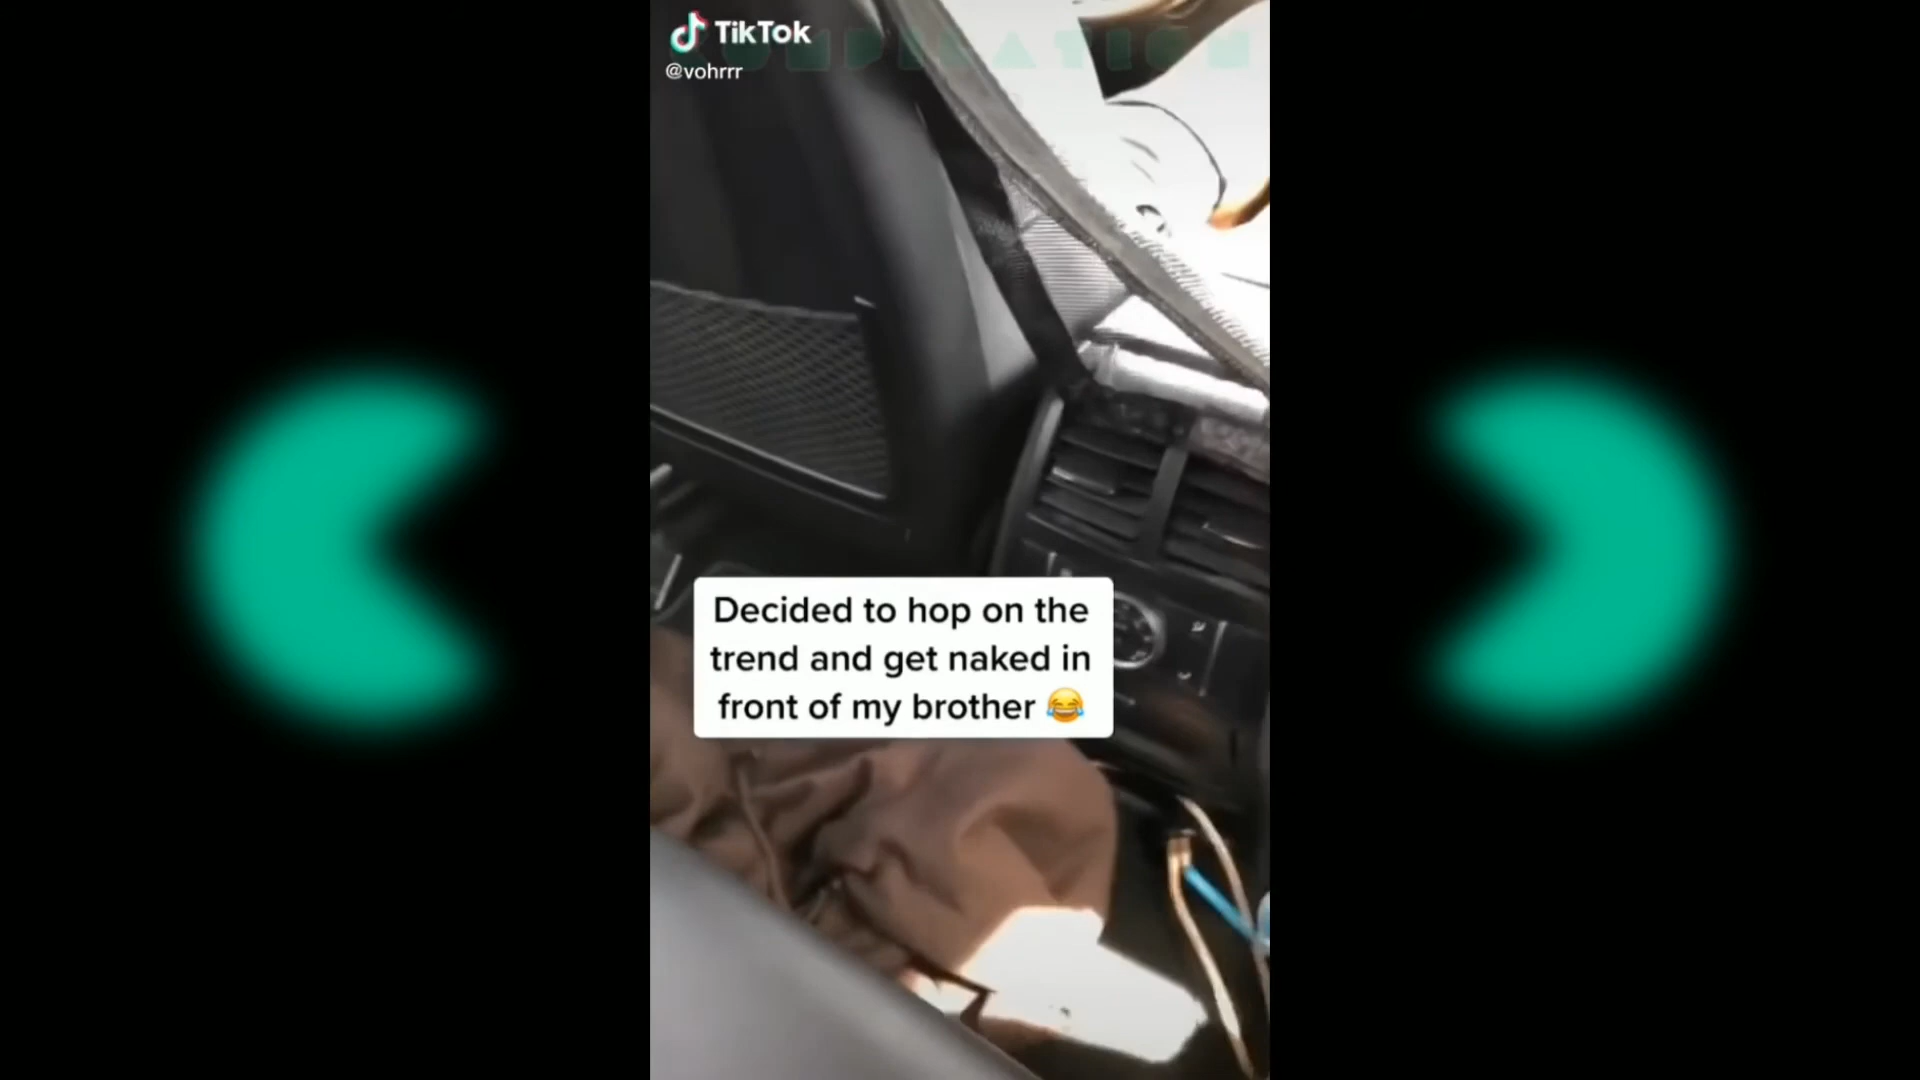 TikTok
@vohrrr
Decided to hop on the
trend and get naked in
front of my brother 😂